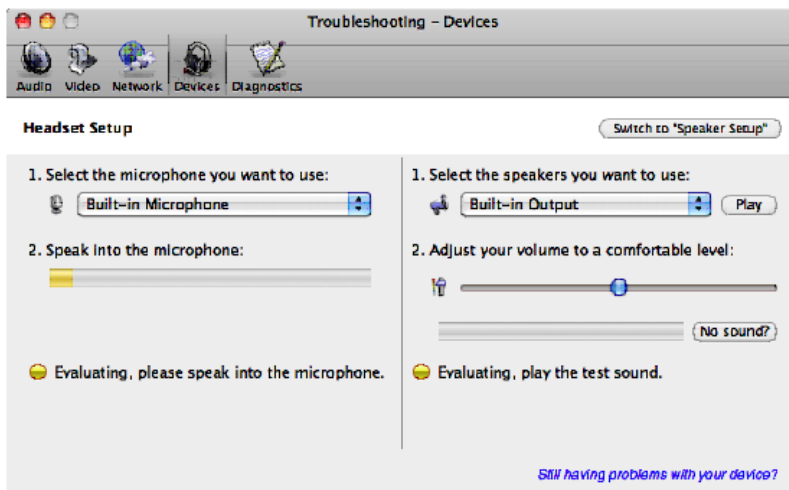 Troubleshooting – Devices
Audio Video Network Devices Diagnostics
Headset Setup
Switch to "Speaker Setup"
1. Select the microphone you want to use:
Built-in Microphone
2. Speak into the microphone:
Evaluating, please speak into the microphone.
1. Select the speakers you want to use:
Built-in Output
Play
2. Adjust your volume to a comfortable level:
No sound?
Evaluating, play the test sound.
Still having problems with your device?